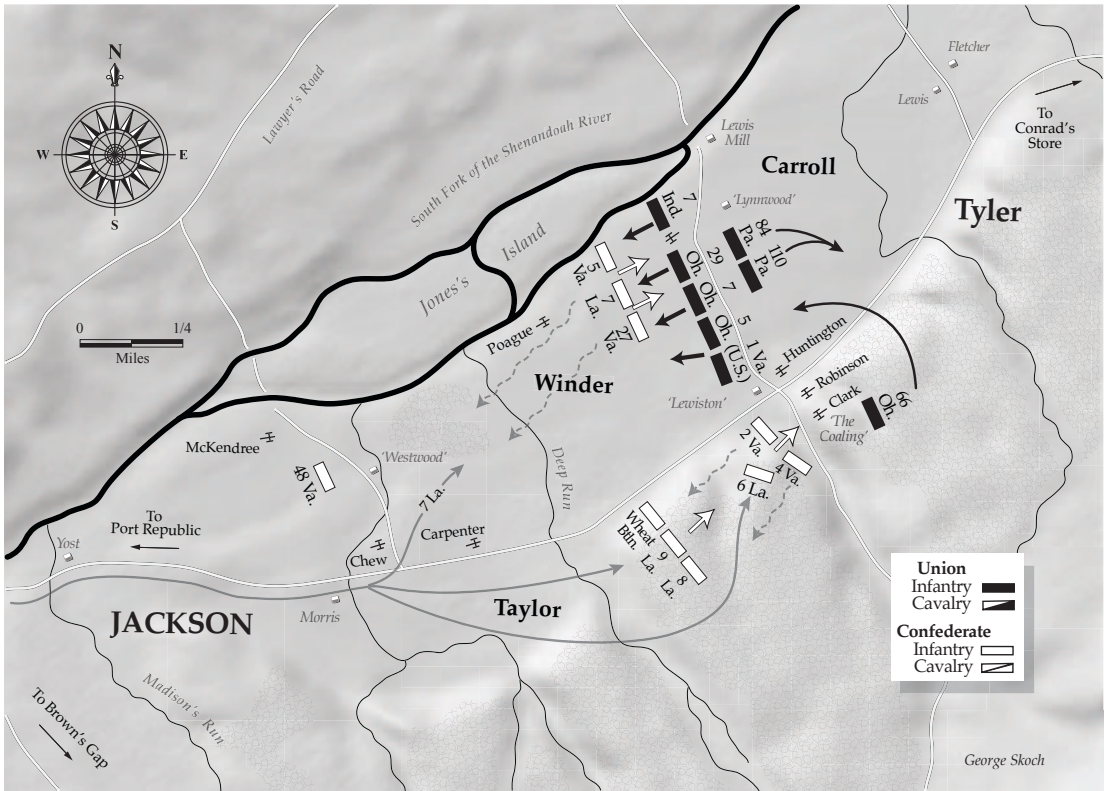 N
W
E
S
Lawyer's Road
South Fork of the Shenandoah River
Fletcher
Lewis
To
Conrad's
Store
Lewis
Mill
Carroll
Tyler
'Lynnwood'
Jones's
Island
7
Ind.
84
Pa.
110
Pa.
29
Oh.
7
Oh.
5
Oh.
1 Va.
(U.S.)
5
Va.
7
La.
27
Va.
0
1/4
Miles
Poague
Winder
Huntington
Robinson
Clark
'The
Coaling'
66
Oh.
'Lewiston'
McKendree
48 Va.
'Westwood'
7 La.
Deep Run
2 Va.
4 Va.
6 La.
To
Port Republic
Yost
Chew
Carpenter
Wheat
Btln.
9
La.
8
La.
JACKSON
Morris
Taylor
Madison's Run
To Brown's Gap
Union
Infantry
Cavalry
Confederate
Infantry
Cavalry
George Skoch